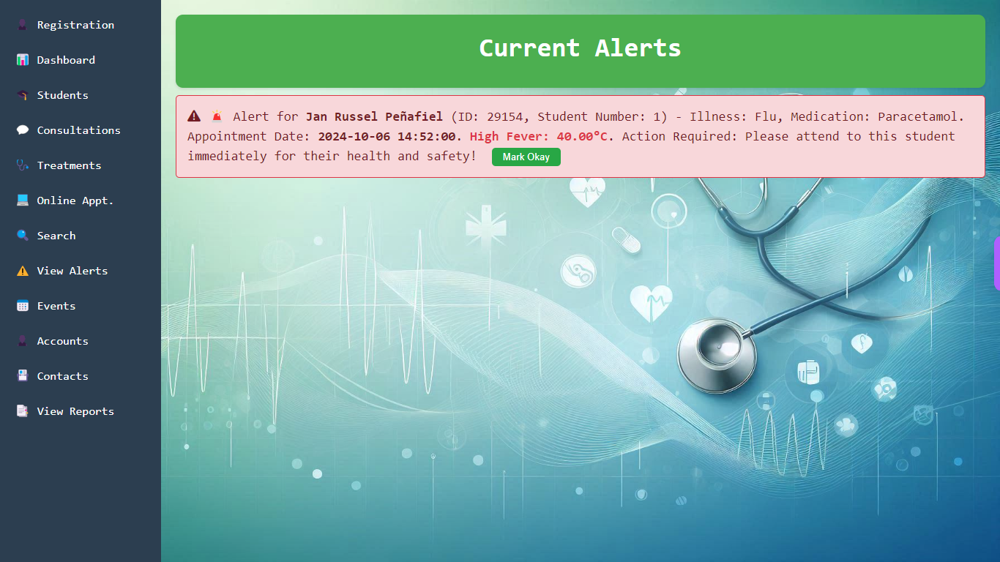 Registration
Dashboard
Students
Consultations
Treatments
Online Appt.
Search
View Alerts
Events
Accounts
Contacts
View Reports
Current Alerts
Alert for Jan Russel Peñafiel (ID: 29154, Student Number: 1) - Illness: Flu, Medication: Paracetamol.
Appointment Date: 2024-10-06 14:52:00. High Fever: 40.00°C. Action Required: Please attend to this student
immediately for their health and safety! Mark Okay